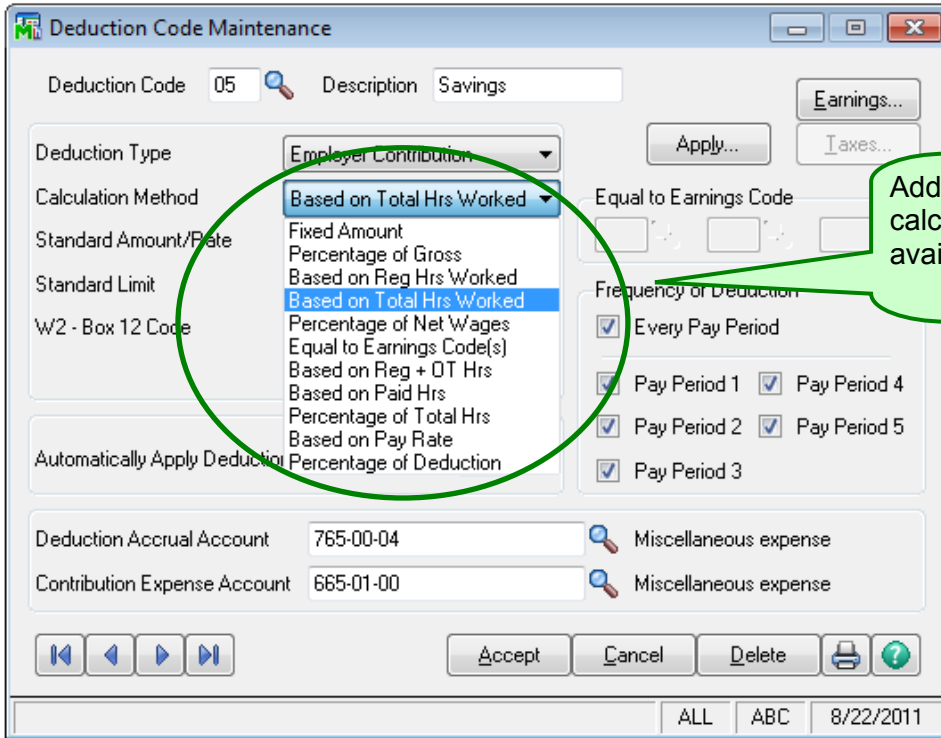 Deduction Code Maintenance
Deduction Code 05 Description Savings
Earnings...
Apply... Taxes...
Deduction Type Employer Contribution
Calculation Method Based on Total Hrs Worked
Equal to Earnings Code
Standard Amount/Rate
Standard Limit
W2 - Box 12 Code
Fixed Amount
Percentage of Gross
Based on Reg Hrs Worked
Based on Total Hrs Worked
Percentage of Net Wages
Equal to Earnings Code(s)
Based on Reg + OT Hrs
Based on Paid Hrs
Percentage of Total Hrs
Based on Pay Rate
Percentage of Deduction
Automatically Apply Deduction
Add
calc
avai
Frequency of Deduction
Every Pay Period
Pay Period 1 Pay Period 4
Pay Period 2 Pay Period 5
Pay Period 3
Deduction Accrual Account 765-00-04 Miscellaneous expense
Contribution Expense Account 665-01-00 Miscellaneous expense
Accept Cancel Delete
ALL ABC 8/22/2011